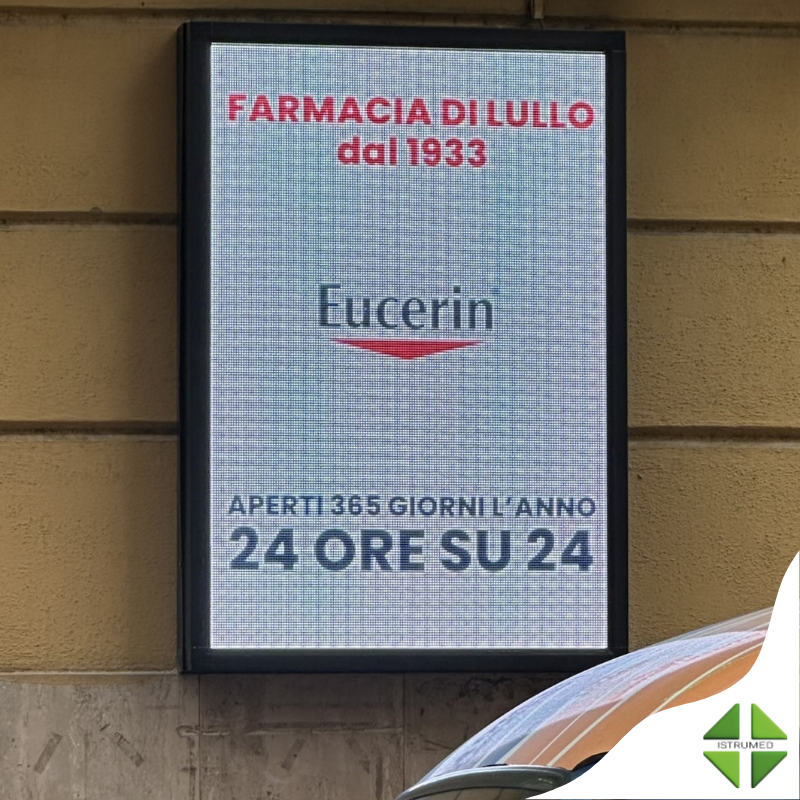 FARMACIA DI LULLO
dal 1933
Eucerin
APERTI 365 GIORNI L'ANNO
24 ORE SU 24
ISTRUMED